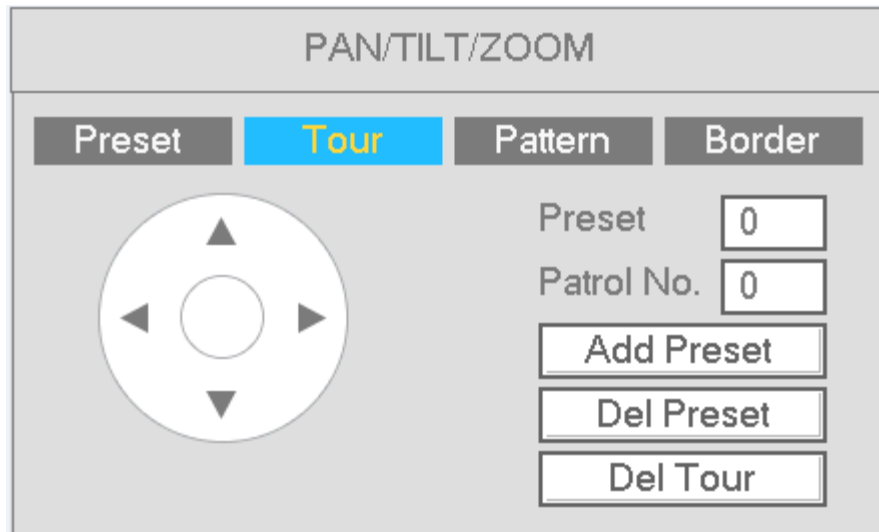 PAN/TILT/ZOOM
Preset Tour Pattern Border
Preset 0
Patrol No. 0
Add Preset
Del Preset
Del Tour